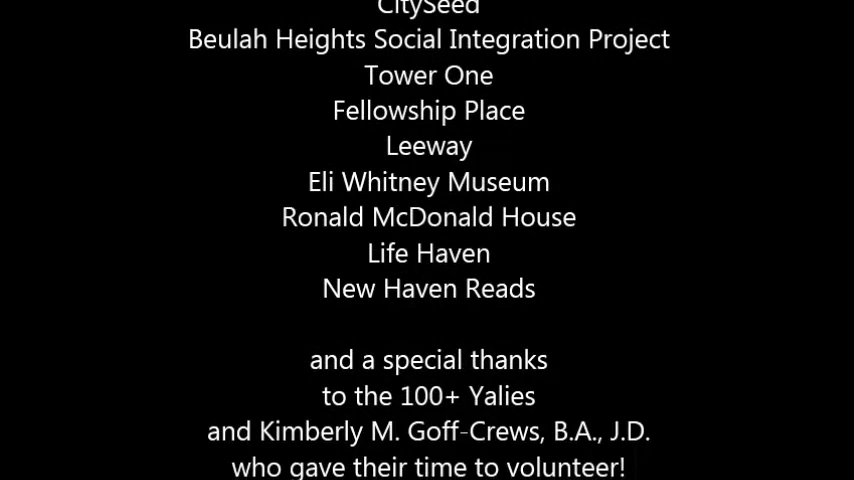 CitySeed
Beulah Heights Social Integration Project
Tower One
Fellowship Place
Leeway
Eli Whitney Museum
Ronald McDonald House
Life Haven
New Haven Reads
and a special thanks
to the 100+ Yalies
and Kimberly M. Goff-Crews, B.A., J.D.
who gave their time to volunteer!